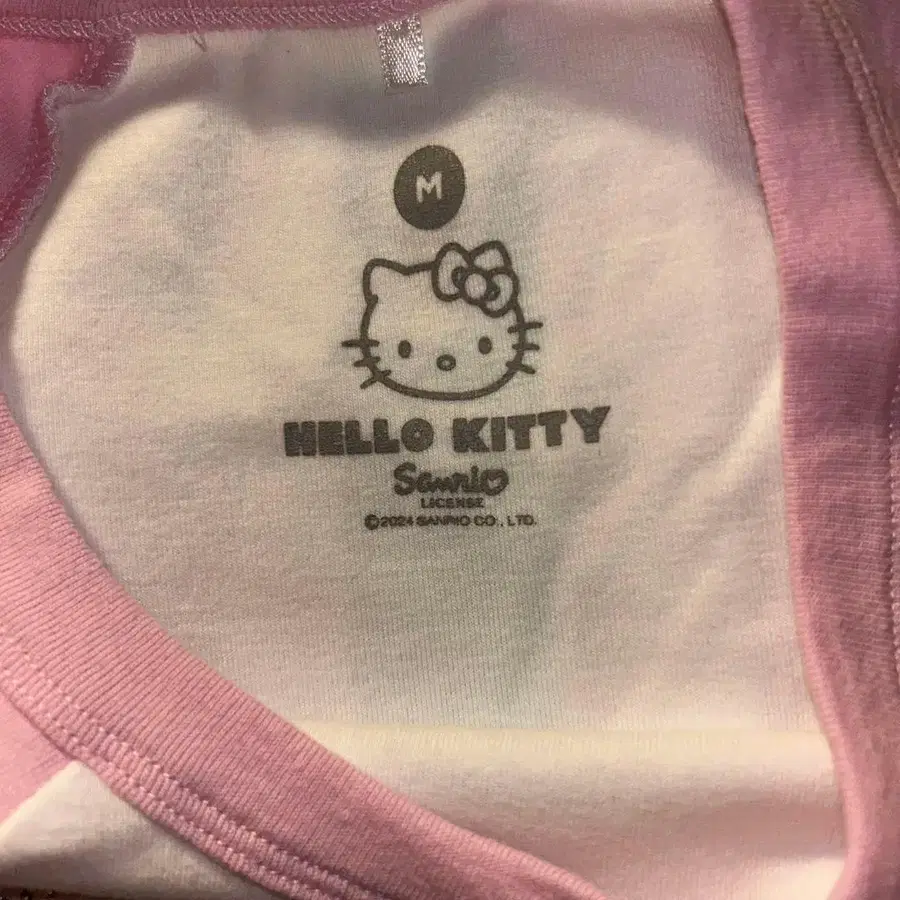 M
HELLO KITTY
Sanrio
LICENSE
©2024 SANRIO CO., LTD.